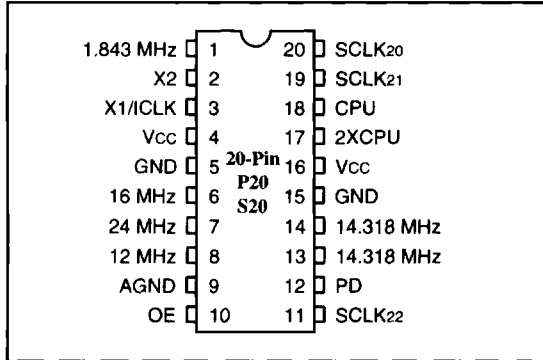 1.843 MHz 1 20 SCLK20
X2 2 19 SCLK21
X1/ICLK 3 18 CPU
VCC 4 17 2XCPU
GND 5 20-Pin 16 VCC
P20
16 MHz 6 15 GND
S20
24 MHz 7 14 14.318 MHz
12 MHz 8 13 14.318 MHz
AGND 9 12 PD
OE 10 11 SCLK22